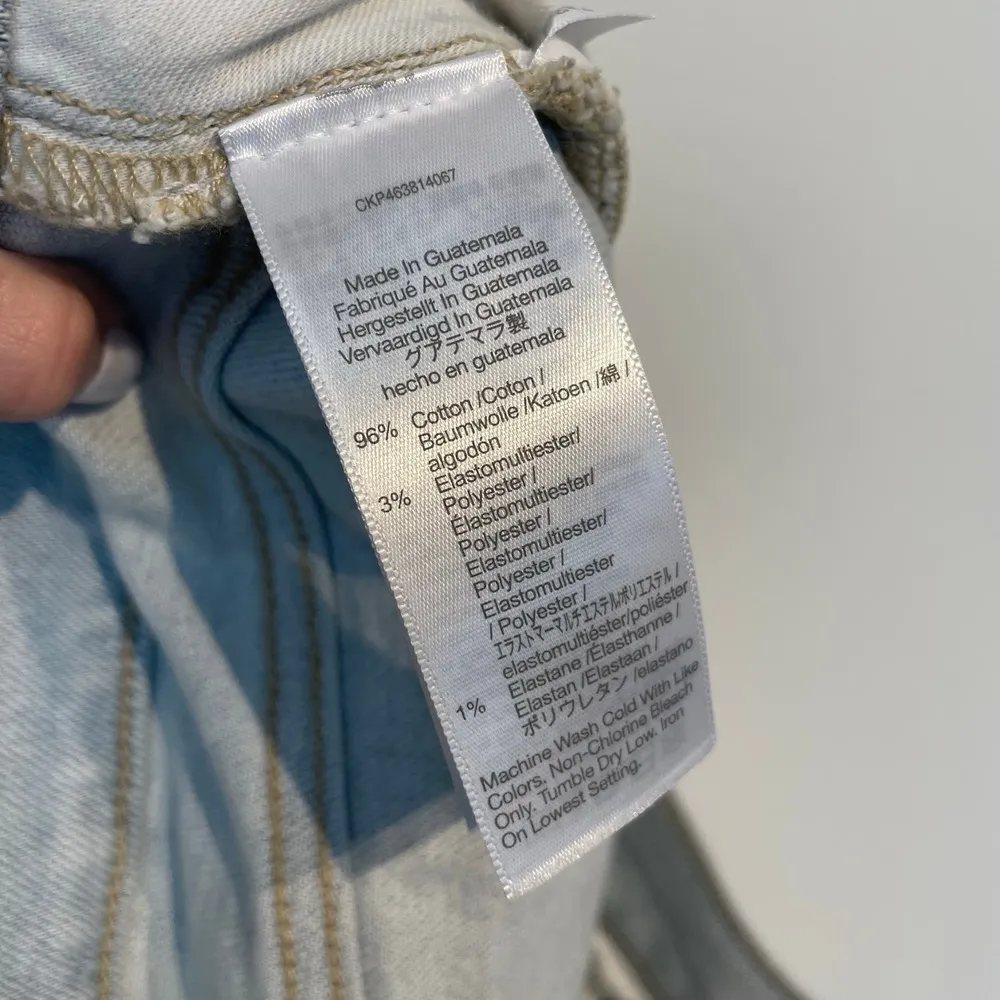 CKP463814067
Made In Guatemala
Fabriqué Au Guatemala
Hergestellt In Guatemala
Vervaardigd In Guatemala
グアテマラ製
hecho en guatemala
96% Cotton /Coton /
Baumwolle /Katoen /綿 /
algodón
3% Elastomultiester/
Polyester /
Élastomultiester/
Polyester /
Elastomultiester/
Polyester /
Elastomultiester
/ Polyester /
エラストマーマルチエステル/ポリエステル /
elastomultiéster/poliéster
1% Elastane /Élasthanne /
Elastan /Elastaan /
ポリウレタン /elastano
Machine Wash Cold With Like
Colors. Non-Chlorine Bleach
Only. Tumble Dry Low. Iron
On Lowest Setting.